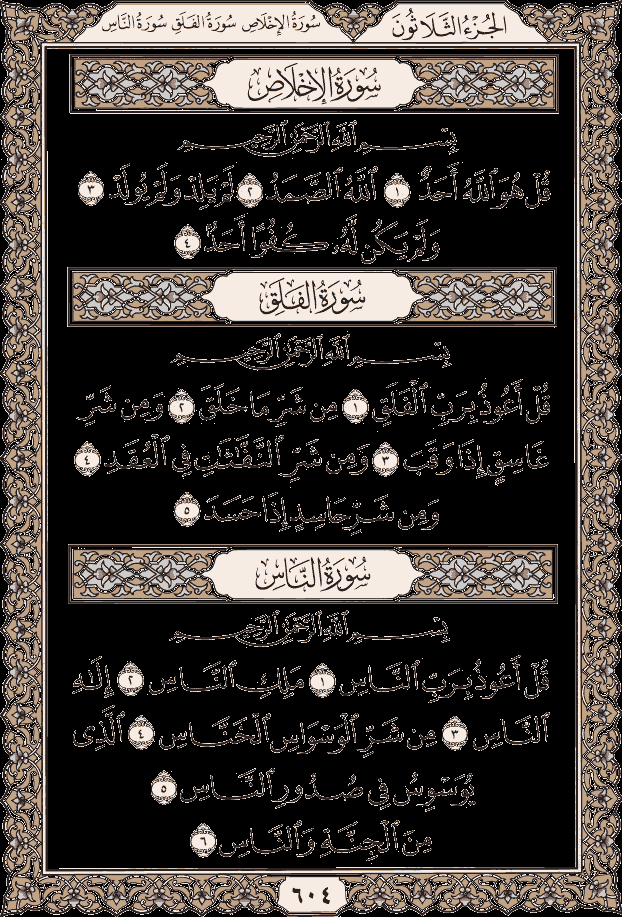 الجُزْءُ الثَّلَاثُونَ
سُورَةُ الإِخْلَاصِ سُورَةُ الفَلَقِ سُورَةُ النَّاسِ
سُورَةُ الإِخْلَاصِ
بِسْمِ ٱللَّهِ ٱلرَّحْمَٰنِ ٱلرَّحِيمِ
قُلْ هُوَ ٱللَّهُ أَحَدٌ ١ ٱللَّهُ ٱلصَّمَدُ ٢ لَمْ يَلِدْ وَلَمْ يُولَدْ ٣
وَلَمْ يَكُن لَّهُۥ كُفُوًا أَحَدٌۢ ٤
سُورَةُ الفَلَقِ
بِسْمِ ٱللَّهِ ٱلرَّحْمَٰنِ ٱلرَّحِيمِ
قُلْ أَعُوذُ بِرَبِّ ٱلْفَلَقِ ١ مِن شَرِّ مَا خَلَقَ ٢ وَمِن شَرِّ
غَاسِقٍ إِذَا وَقَبَ ٣ وَمِن شَرِّ ٱلنَّفَّٰثَٰتِ فِي ٱلْعُقَدِ ٤
وَمِن شَرِّ حَاسِدٍ إِذَا حَسَدَ ٥
سُورَةُ النَّاسِ
بِسْمِ ٱللَّهِ ٱلرَّحْمَٰنِ ٱلرَّحِيمِ
قُلْ أَعُوذُ بِرَبِّ ٱلنَّاسِ ١ مَلِكِ ٱلنَّاسِ ٢ إِلَٰهِ
ٱلنَّاسِ ٣ مِن شَرِّ ٱلْوَسْوَاسِ ٱلْخَنَّاسِ ٤ ٱلَّذِى
يُوَسْوِسُ فِي صُدُورِ ٱلنَّاسِ ٥
مِنَ ٱلْجِنَّةِ وَٱلنَّاسِ ٦
٦٠٤